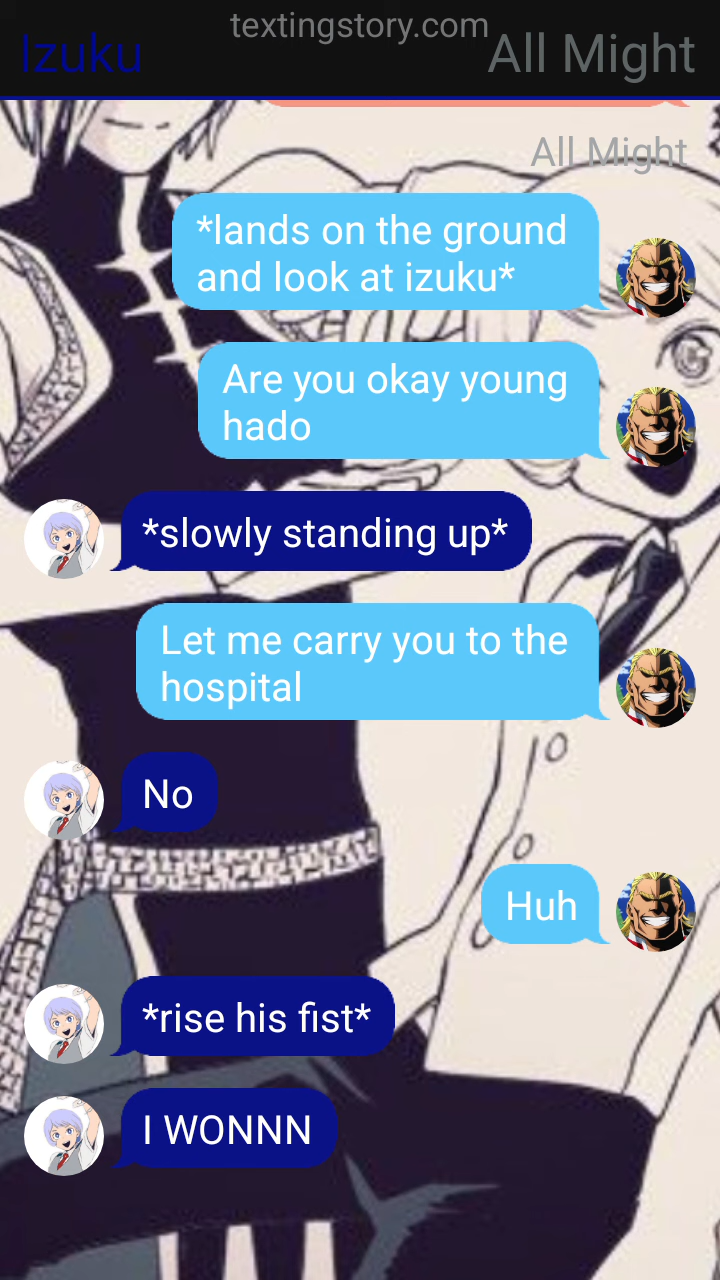 textingstory.com
Izuku
All Might
All Might
*lands on the ground
and look at izuku*
Are you okay young
hado
*slowly standing up*
Let me carry you to the
hospital
No
Huh
*rise his fist*
I WONNN